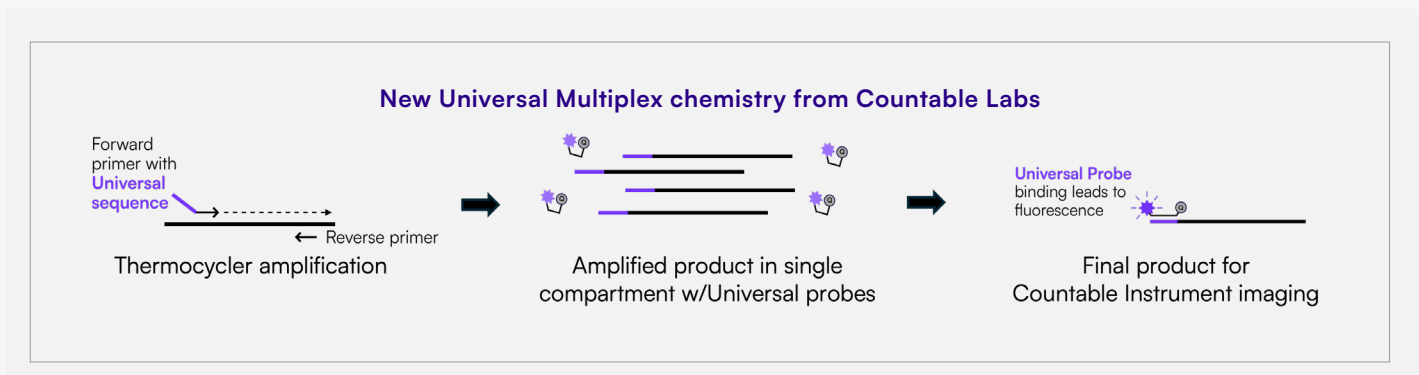 New Universal Multiplex chemistry from Countable Labs
Forward
primer with
Universal
sequence
Reverse primer
Thermocycler amplification
Q
Q
Q
Q
Amplified product in single
compartment w/Universal probes
Universal Probe
binding leads to
fluorescence
Q
Final product for
Countable Instrument imaging